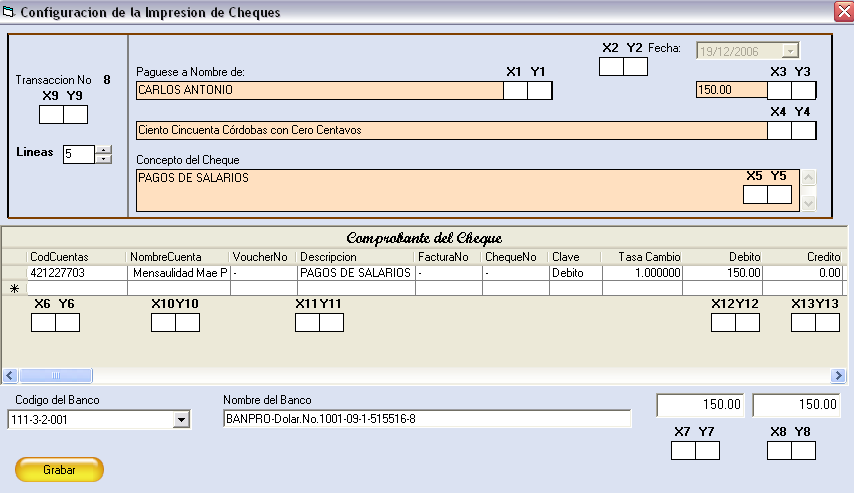 Configuracion de la Impresion de Cheques
X2 Y2 Fecha: 19/12/2006
Transaccion No 8
X9 Y9
Lineas 5
Paguese a Nombre de: X1 Y1 X3 Y3
CARLOS ANTONIO 150.00
X4 Y4
Ciento Cincuenta Córdobas con Cero Centavos
Concepto del Cheque
PAGOS DE SALARIOS X5 Y5
Comprobante del Cheque
CodCuentas NombreCuenta VoucherNo Descripcion FacturaNo ChequeNo Clave Tasa Cambio Debito Credito
421227703 Mensaulidad Mae P - PAGOS DE SALARIOS - - Debito 1.000000 150.00 0.00
X6 Y6 X10Y10 X11Y11 X12Y12 X13Y13
Codigo del Banco Nombre del Banco
111-3-2-001 BANPRO-Dolar.No.1001-09-1-515516-8 150.00 150.00
X7 Y7 X8 Y8
Grabar